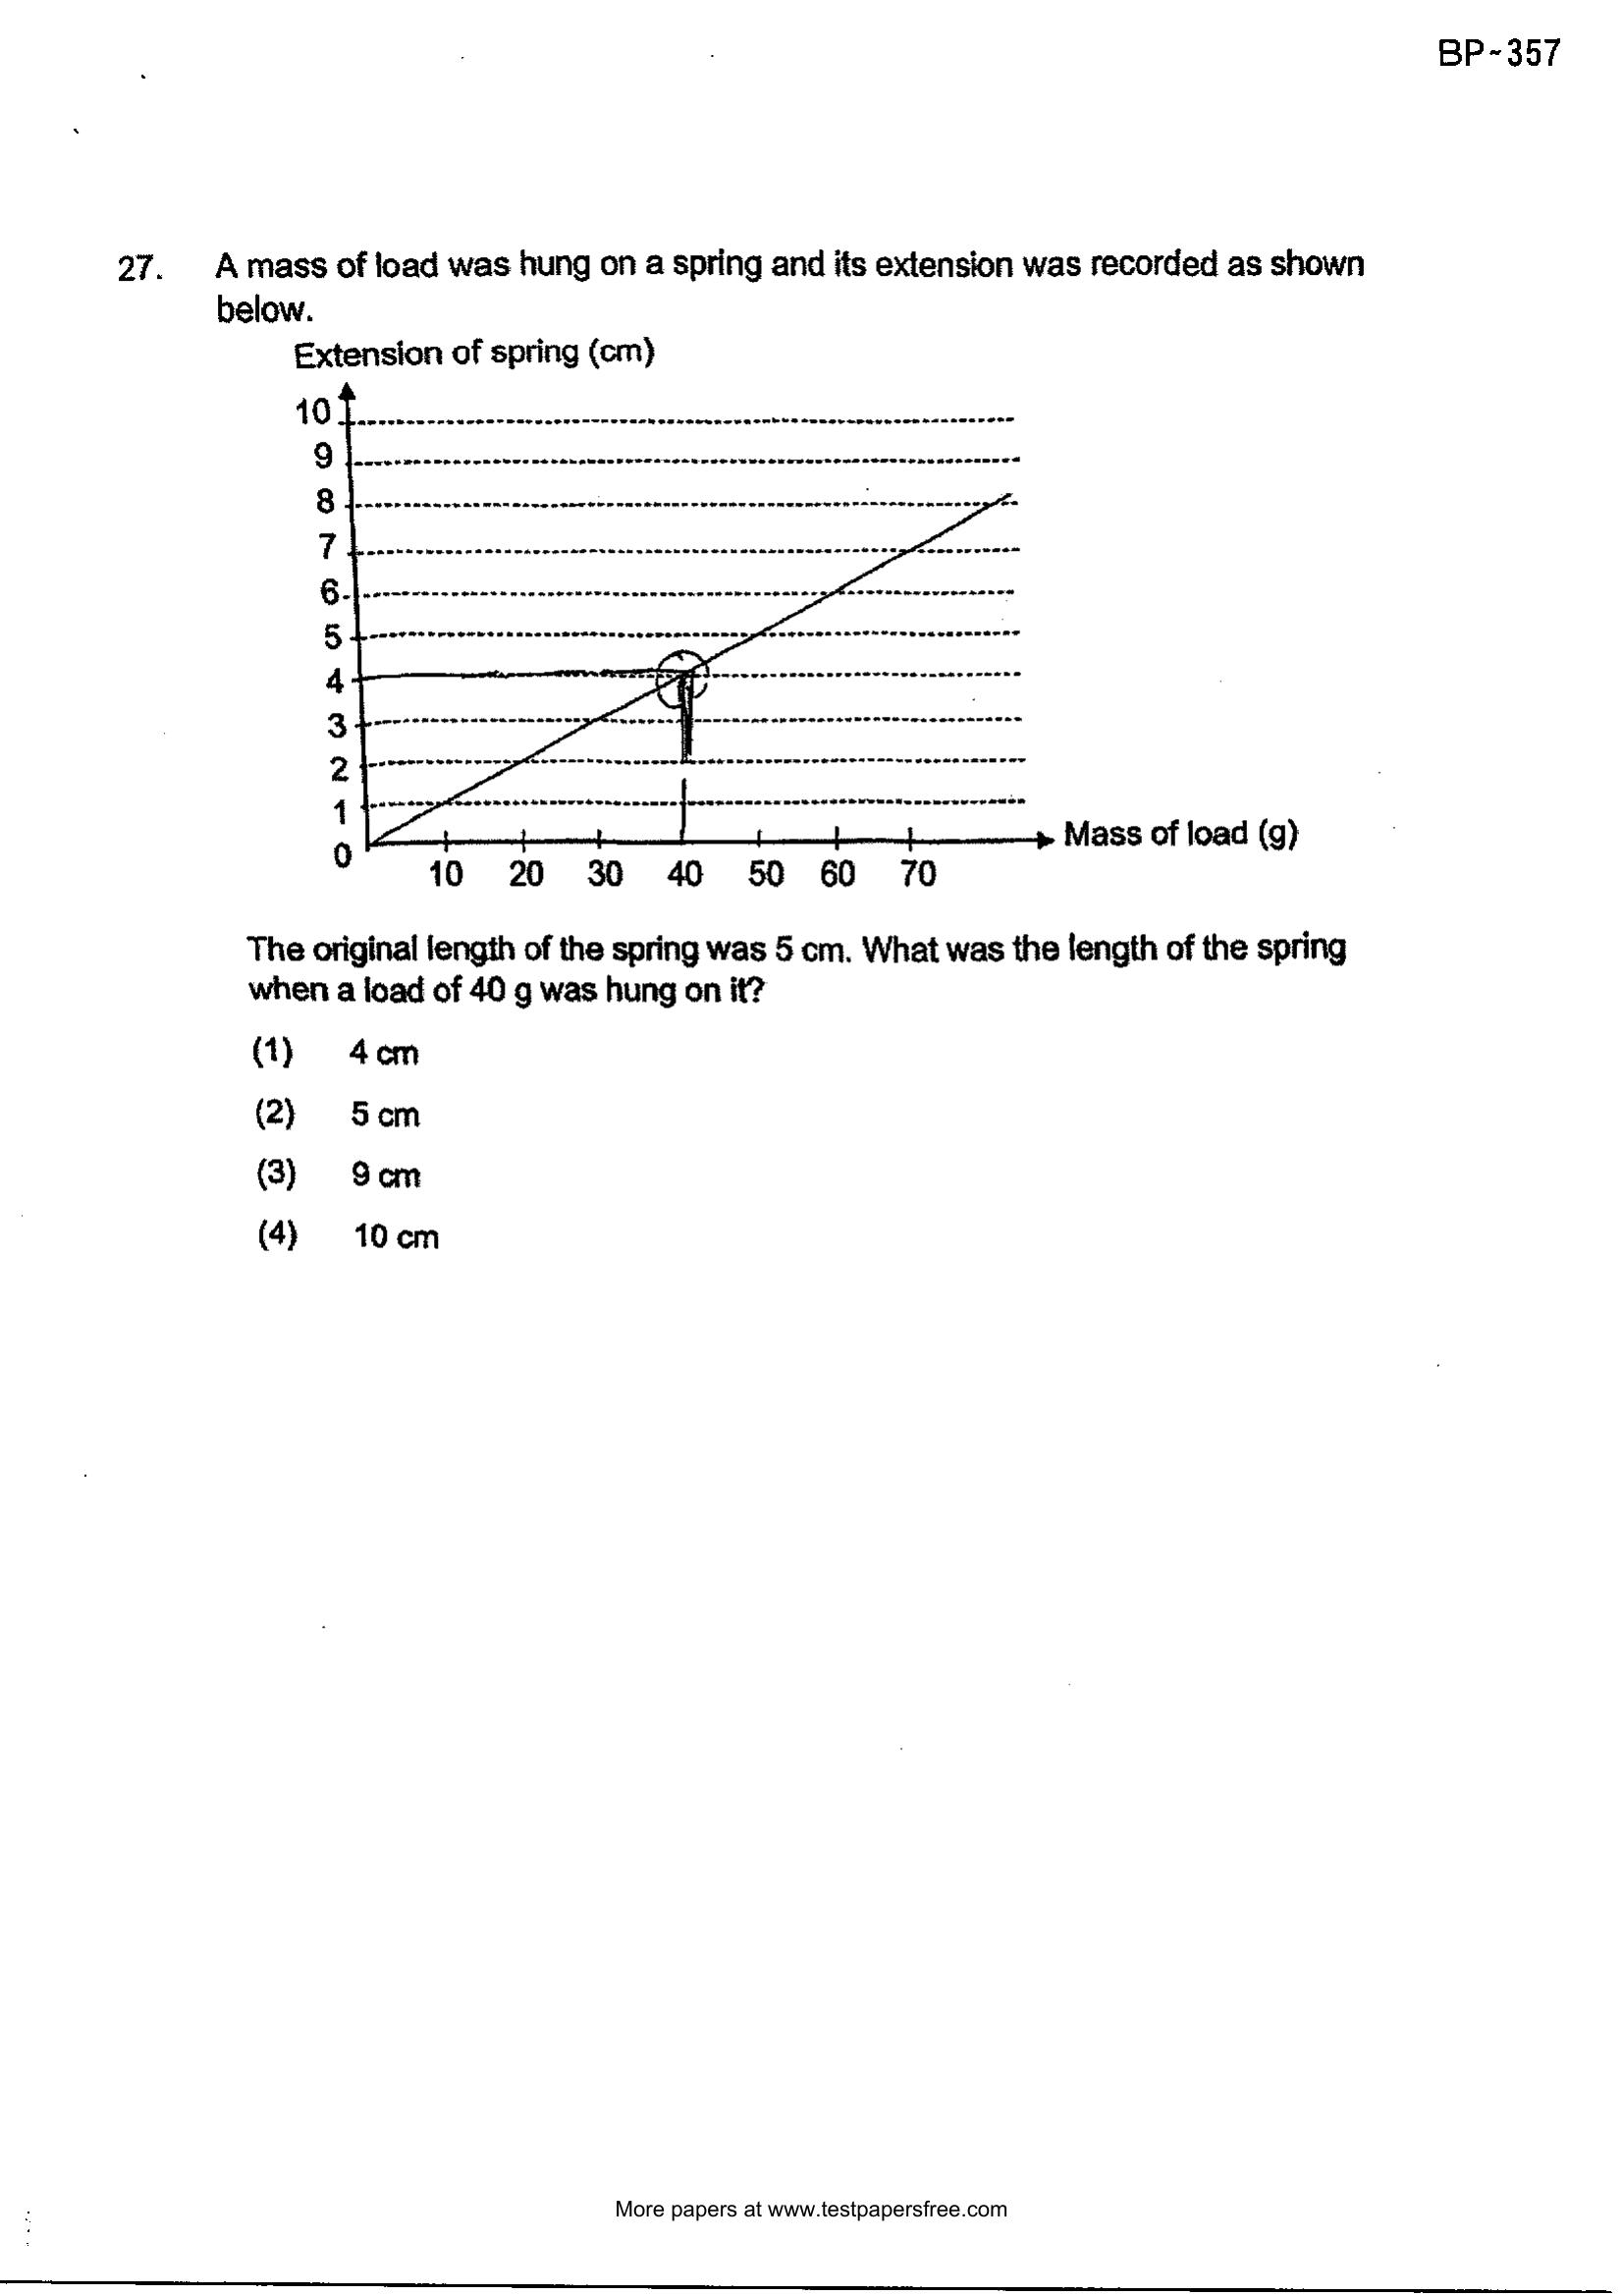 BP~357
27. A mass of load was hung on a spring and its extension was recorded as shown
below.
Extension of spring (cm)
10
9
8
7
6
5
4
3
2
1
0
Mass of load (g)
10 20 30 40 50 60 70
The original length of the spring was 5 cm. What was the length of the spring
when a load of 40 g was hung on it?
(1) 4 cm
(2) 5 cm
(3) 9 cm
(4) 10 cm
More papers at www.testpapersfree.com